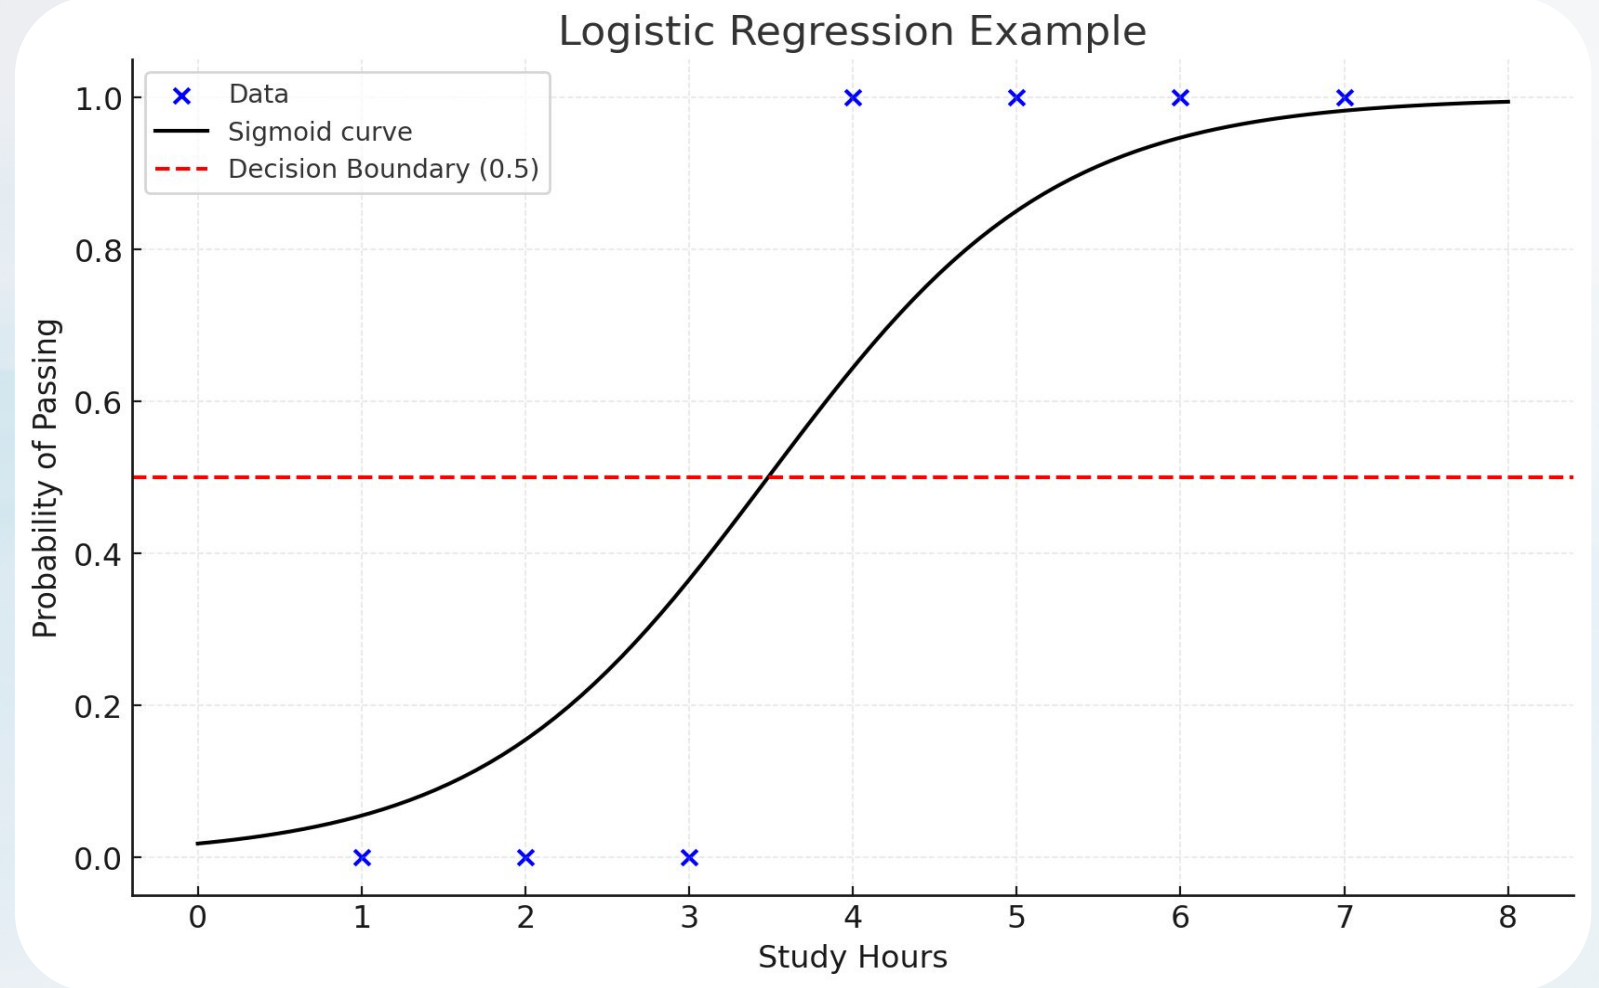 Logistic Regression Example
Data
Sigmoid curve
Decision Boundary (0.5)
1.0
0.8
0.6
0.4
0.2
0.0
Probability of Passing
0 1 2 3 4 5 6 7 8
Study Hours